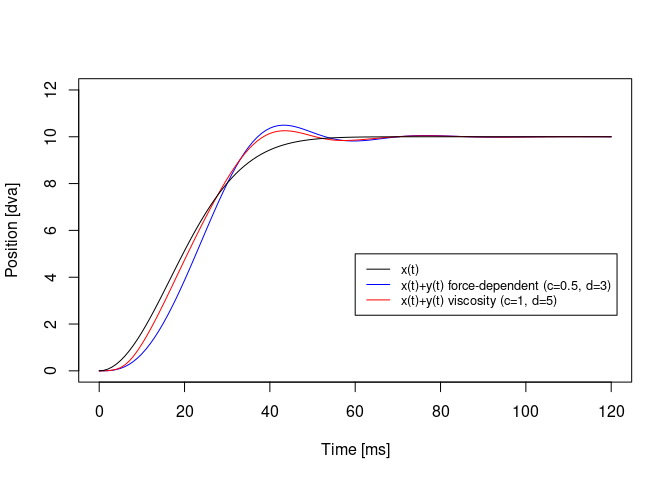 12
10
8
6
4
2
0
Position [dva]
x(t)
x(t)+y(t) force-dependent (c=0.5, d=3)
x(t)+y(t) viscosity (c=1, d=5)
0 20 40 60 80 100 120
Time [ms]